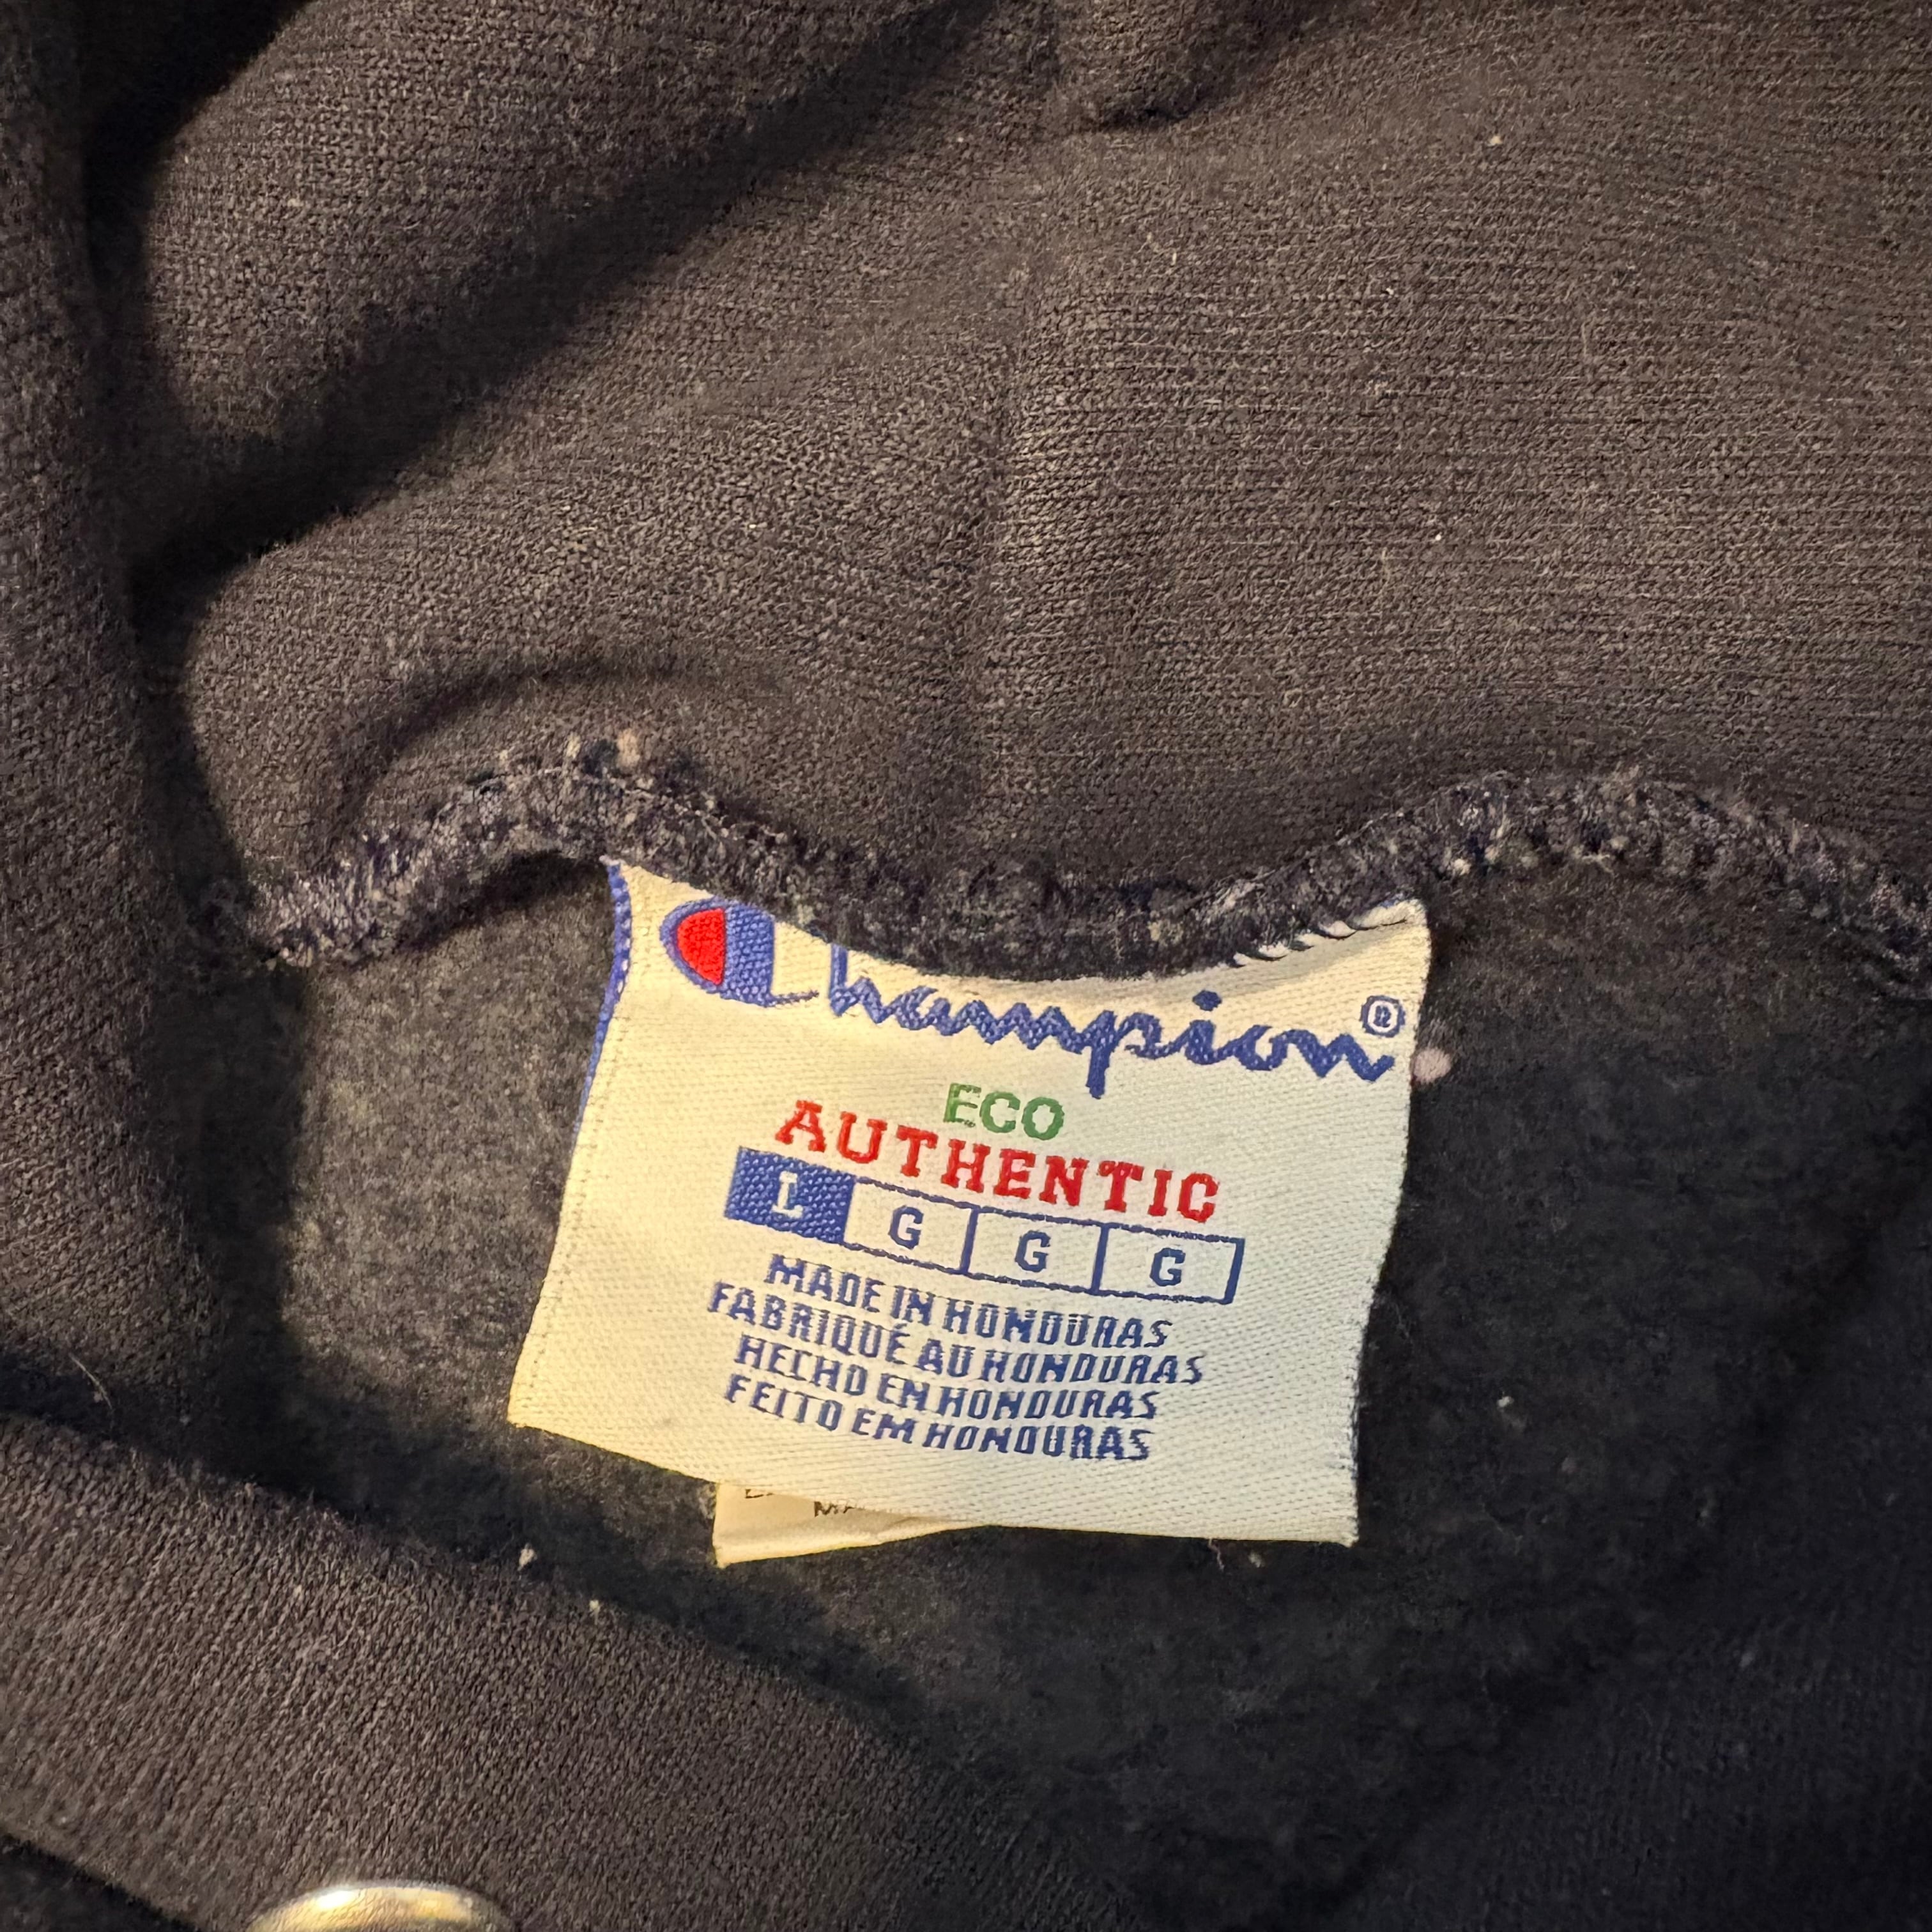 Champion®
ECO
AUTHENTIC
L G G G
MADE IN HONDURAS
FABRIQUÉ AU HONDURAS
HECHO EN HONDURAS
FEITO EM HONDURAS